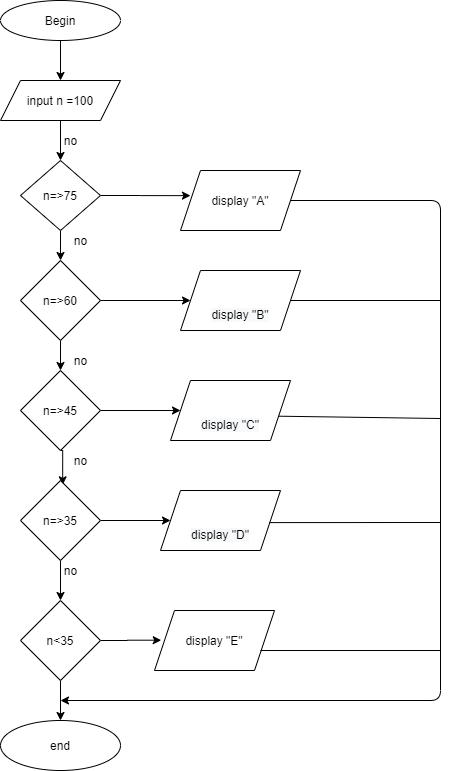 Begin
input n =100
no
n=>75
display "A"
no
n=>60
display "B"
no
n=>45
display "C"
no
n=>35
display "D"
no
n<35
display "E"
end